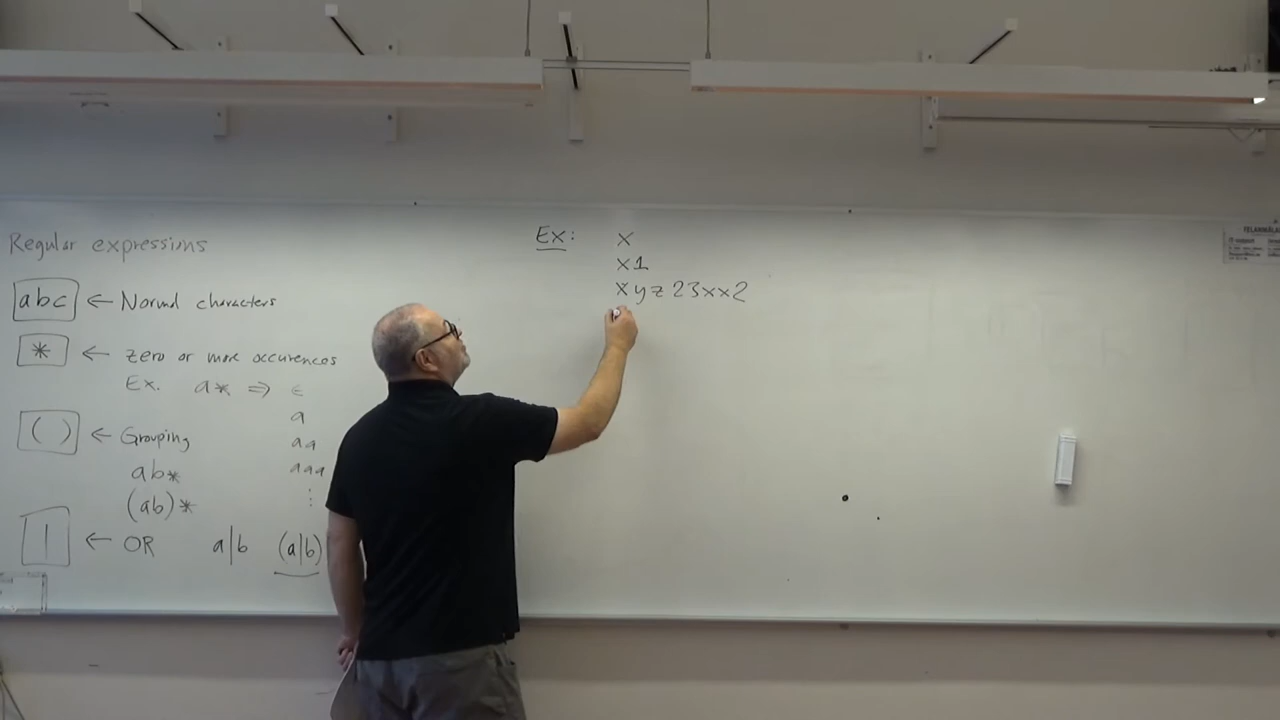 Regular expressions
abc ← Normal characters
* ← zero or more occurences
Ex. a* ⇒ ϵ
a
aa
aaa
⋮
( ) ← Grouping
ab*
(ab)*
| ← OR a|b (a|b)
Ex: x
x1
xyz23xx2